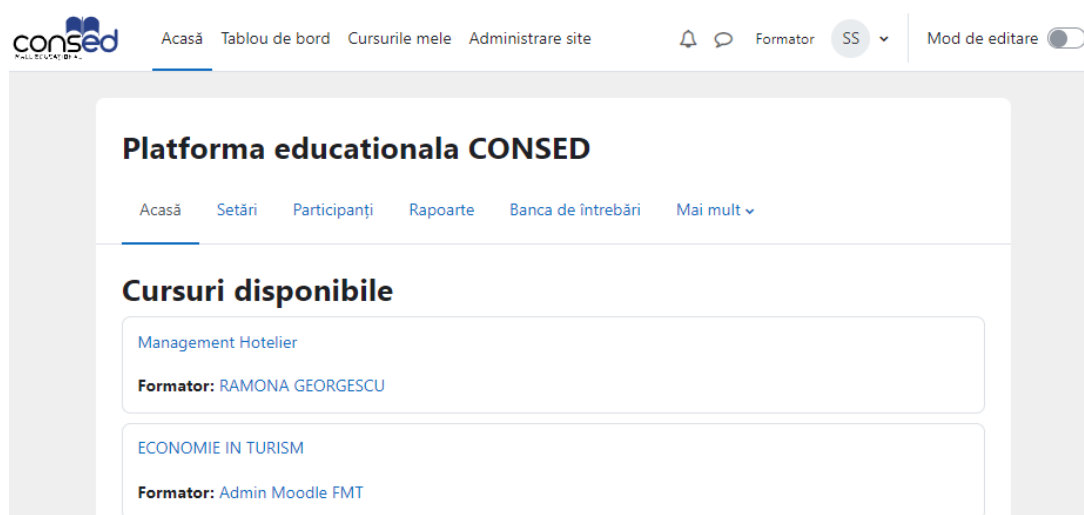 consed
Acasă Tablou de bord Cursurile mele Administrare site Formator SS Mod de editare
Platforma educationala CONSED
Acasă Setări Participanți Rapoarte Banca de întrebări Mai mult
Cursuri disponibile
Management Hotelier
Formator: RAMONA GEORGESCU
ECONOMIE IN TURISM
Formator: Admin Moodle FMT